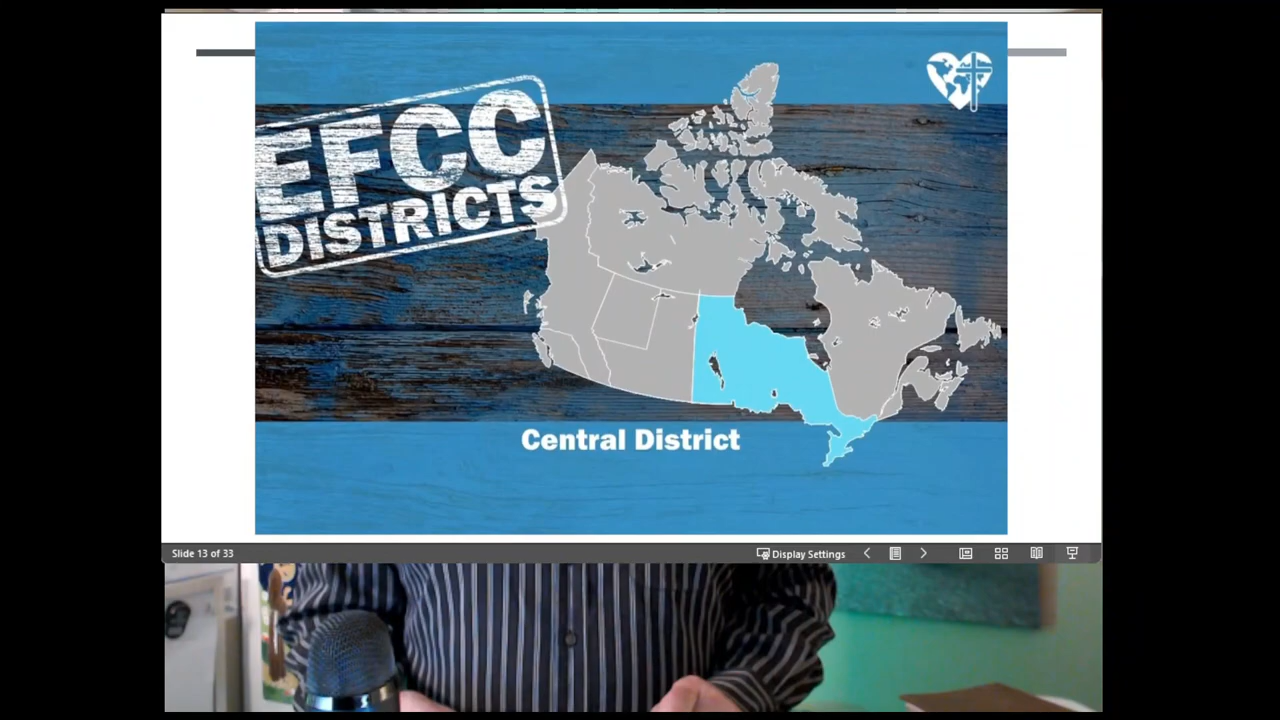 EFCC
DISTRICTS
Central District
Slide 13 of 33
Display Settings